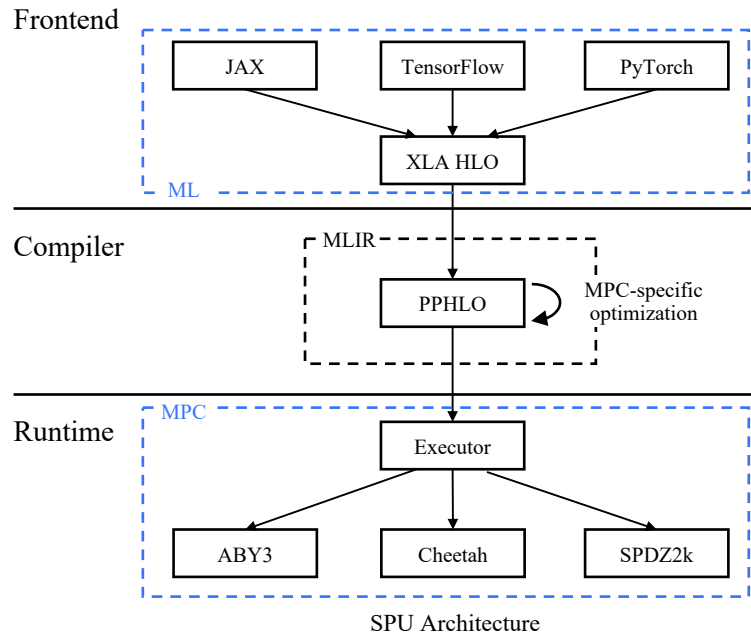 Frontend
JAX
TensorFlow
PyTorch
XLA HLO
ML
Compiler
MLIR
PPHLO
MPC-specific
optimization
Runtime
MPC
Executor
ABY3
Cheetah
SPDZ2k
SPU Architecture